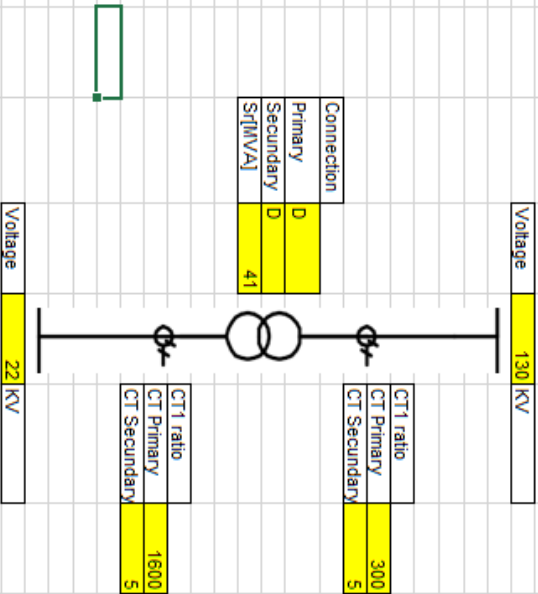 Voltage 130 KV
Connection
Primary D
Secundary D
Sr[MVA] 41
CT1 ratio
CT Primary 300
CT Secundary 5
CT1 ratio
CT Primary 1600
CT Secundary 5
Voltage 22 KV